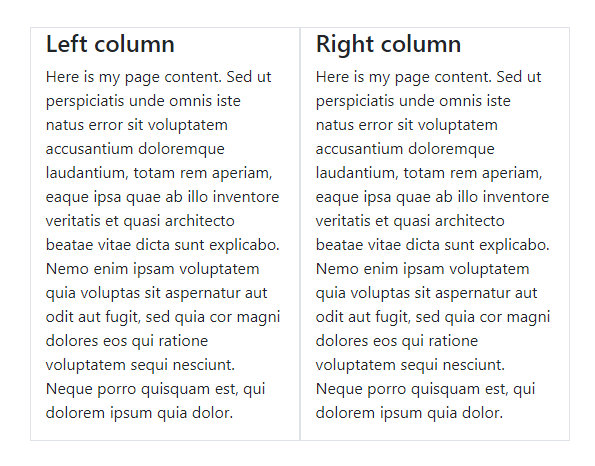 Left column
Here is my page content. Sed ut
perspiciatis unde omnis iste
natus error sit voluptatem
accusantium doloremque
laudantium, totam rem aperiam,
eaque ipsa quae ab illo inventore
veritatis et quasi architecto
beatae vitae dicta sunt explicabo.
Nemo enim ipsam voluptatem
quia voluptas sit aspernatur aut
odit aut fugit, sed quia cor magni
dolores eos qui ratione
voluptatem sequi nesciunt.
Neque porro quisquam est, qui
dolorem ipsum quia dolor.
Right column
Here is my page content. Sed ut
perspiciatis unde omnis iste
natus error sit voluptatem
accusantium doloremque
laudantium, totam rem aperiam,
eaque ipsa quae ab illo inventore
veritatis et quasi architecto
beatae vitae dicta sunt explicabo.
Nemo enim ipsam voluptatem
quia voluptas sit aspernatur aut
odit aut fugit, sed quia cor magni
dolores eos qui ratione
voluptatem sequi nesciunt.
Neque porro quisquam est, qui
dolorem ipsum quia dolor.